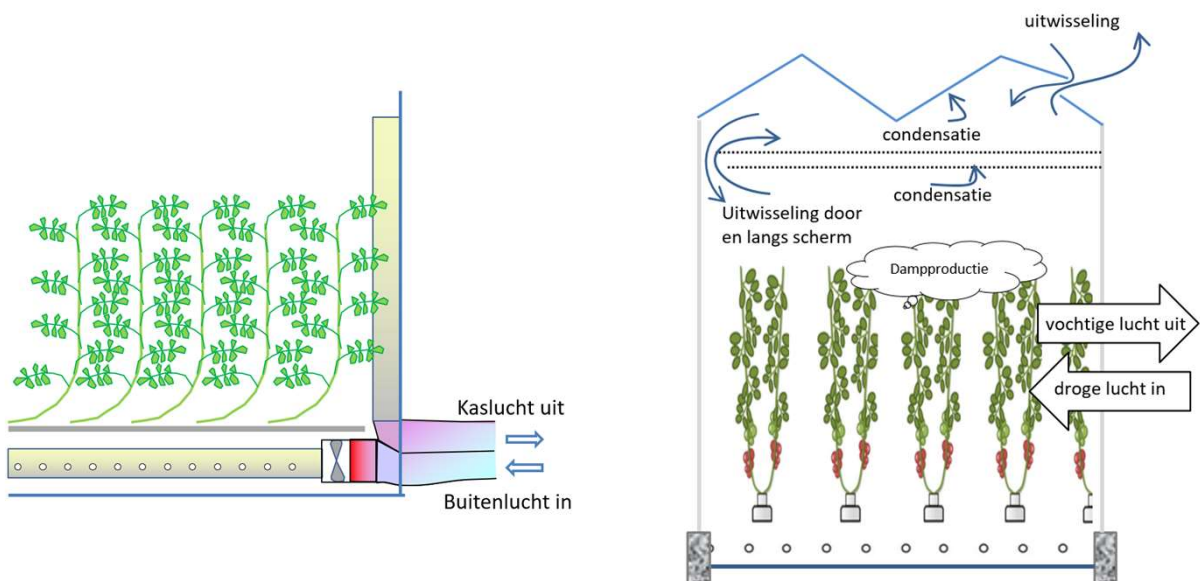 Kaslucht uit
Buitenlucht in
uitwisseling
condensatie
condensatie
Uitwisseling door
en langs scherm
Dampproductie
vochtige lucht uit
droge lucht in